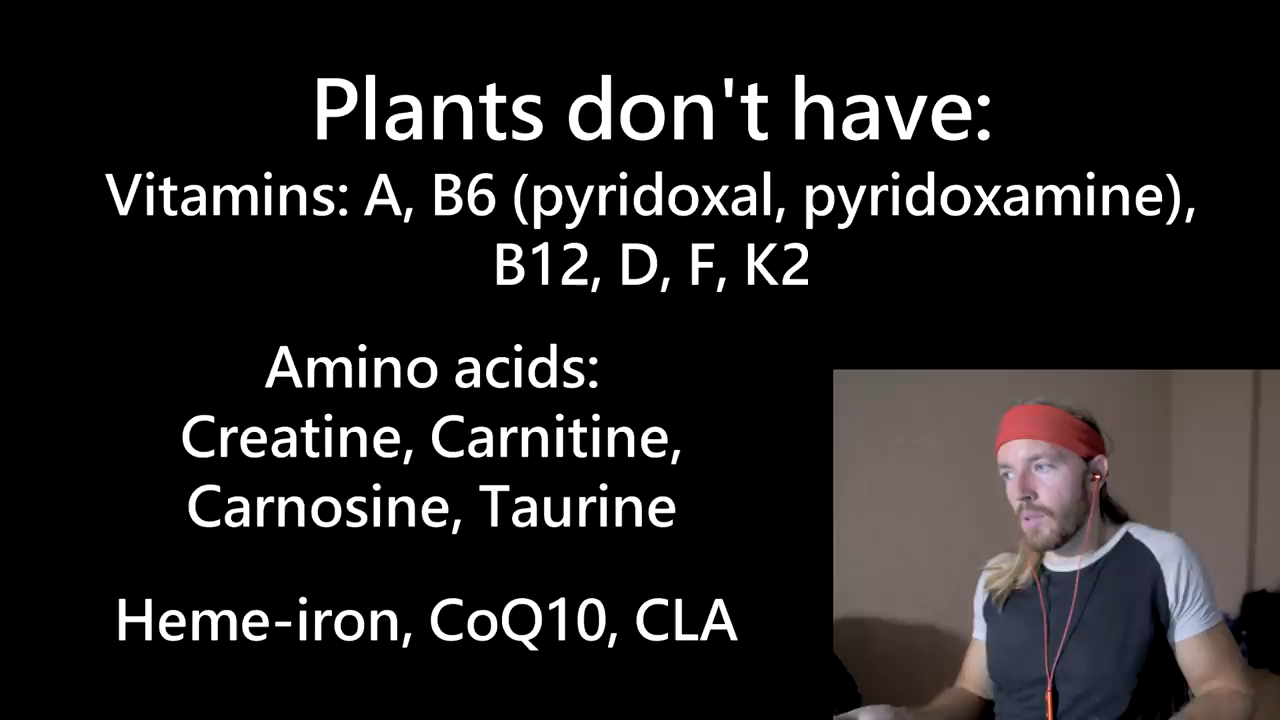 Plants don't have:
Vitamins: A, B6 (pyridoxal, pyridoxamine),
B12, D, F, K2
Amino acids:
Creatine, Carnitine,
Carnosine, Taurine
Heme-iron, CoQ10, CLA